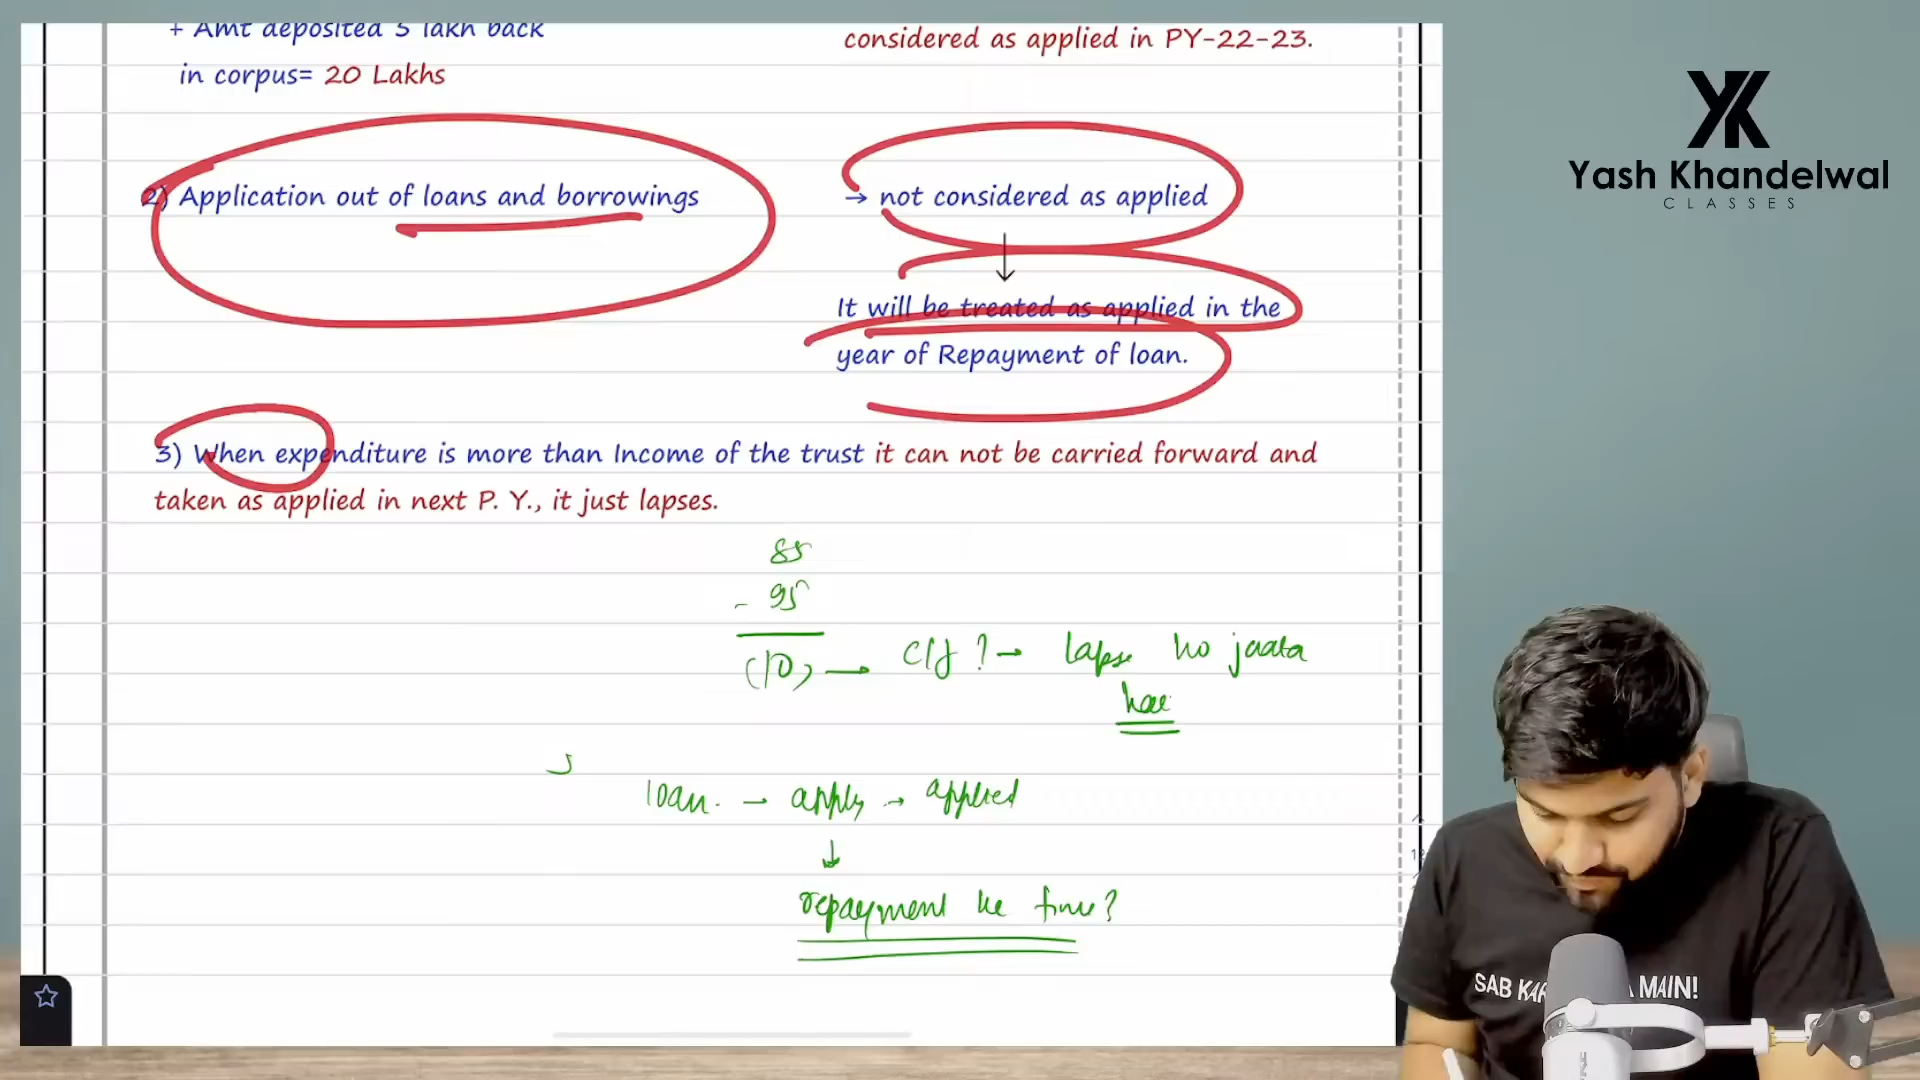 + Amt deposited 5 lakh back
in corpus= 20 Lakhs
considered as applied in PY-22-23.
2) Application out of loans and borrowings
→ not considered as applied
It will be treated as applied in the
year of Repayment of loan.
3) When expenditure is more than Income of the trust it can not be carried forward and
taken as applied in next P. Y., it just lapses.
85
- 95
(10) → C/f ? → lapse ho jaata
hai
loan. → apply → applied
↓
repayment ke time?
YK
Yash Khandelwal
CLASSES
SAB KAR MAIN!